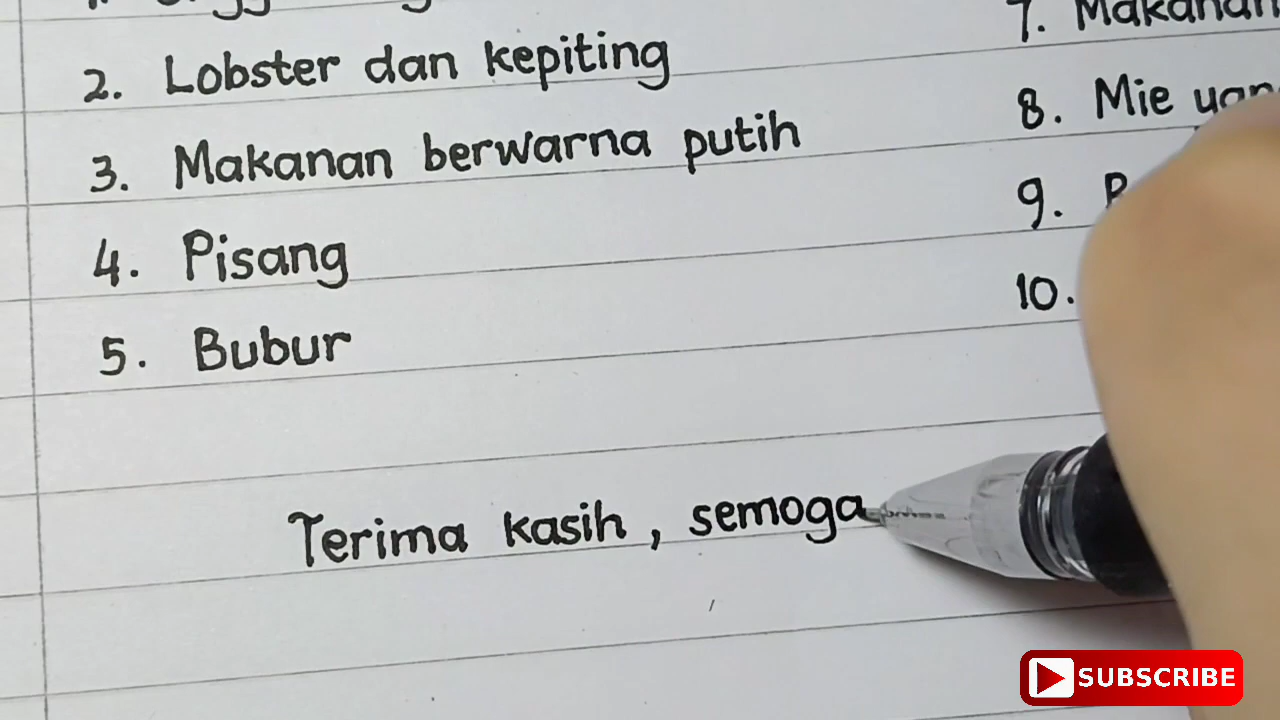 2. Lobster dan kepiting
3. Makanan berwarna putih
4. Pisang
5. Bubur
7. Makanan
8. Mie
9.
10.
Terima kasih, semoga
SUBSCRIBE